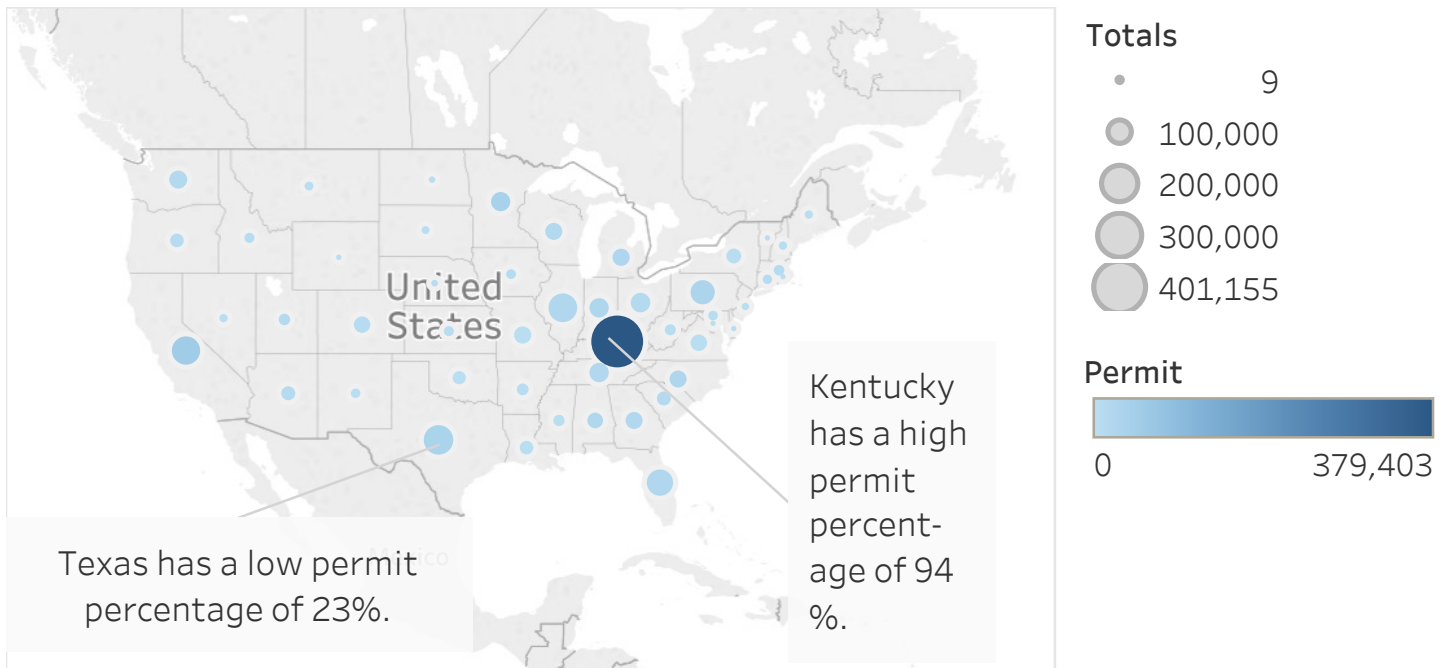 United
States
Texas has a low permit
percentage of 23%.
Kentucky
has a high
permit
percent-
age of 94
%.
Totals
9
100,000
200,000
300,000
401,155
Permit
0 379,403